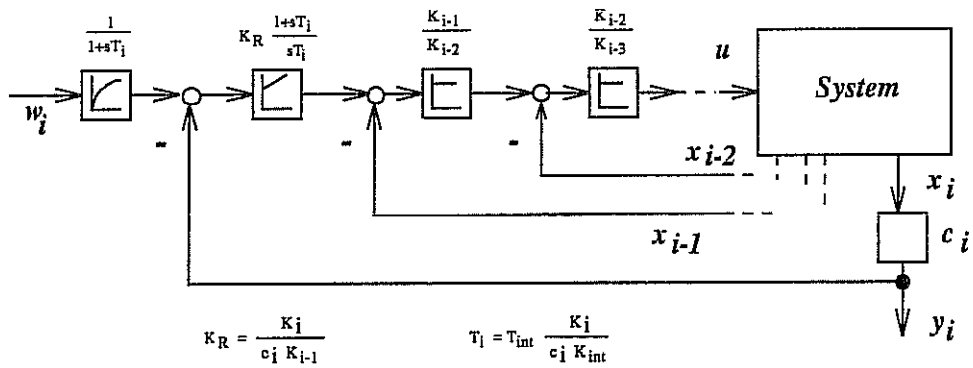 1 / 1+sT_i
K_R 1+sT_i / sT_i
K_{i-1} / K_{i-2}
K_{i-2} / K_{i-3}
u
System
w_i
-
-
-
x_{i-2}
x_i
x_{i-1}
c_i
y_i
K_R = K_i / c_i K_{i-1}
T_i = T_int K_i / c_i K_int